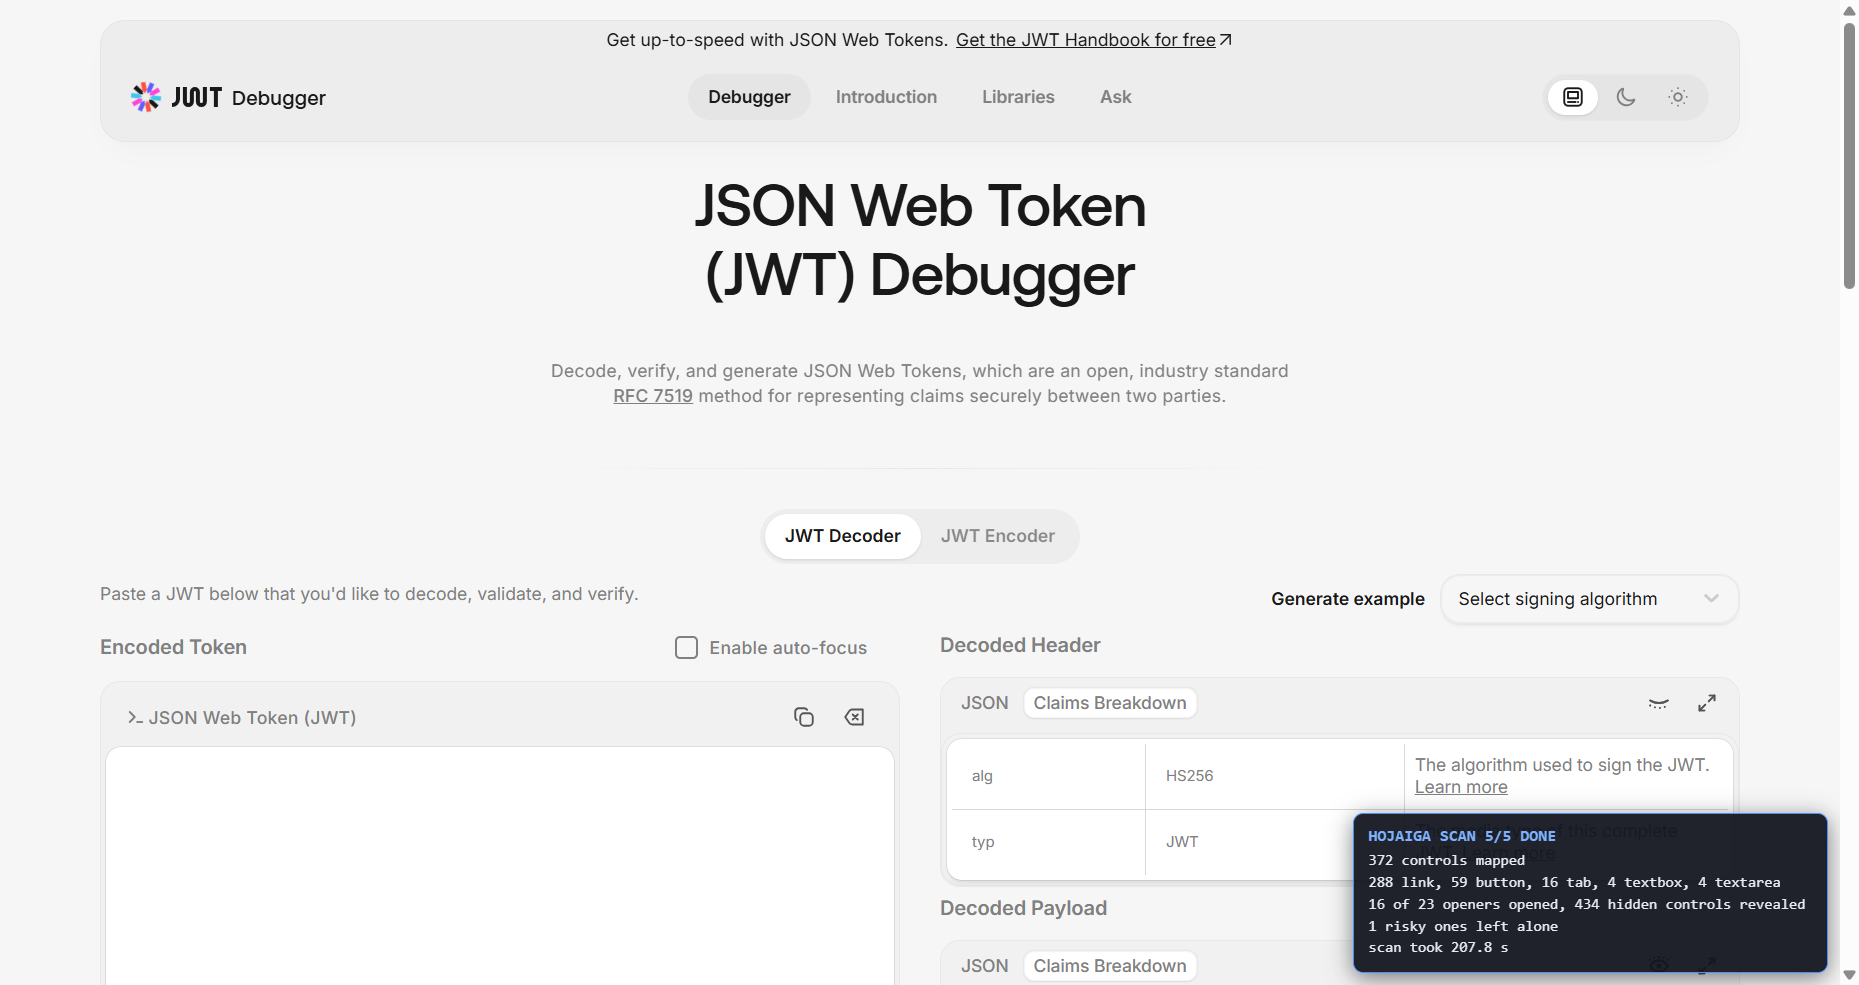 Get up-to-speed with JSON Web Tokens. Get the JWT Handbook for free
JWT Debugger
Debugger
Introduction
Libraries
Ask
JSON Web Token
(JWT) Debugger
Decode, verify, and generate JSON Web Tokens, which are an open, industry standard
RFC 7519 method for representing claims securely between two parties.
JWT Decoder
JWT Encoder
Paste a JWT below that you'd like to decode, validate, and verify.
Generate example
Select signing algorithm
Encoded Token
Enable auto-focus
JSON Web Token (JWT)
Decoded Header
JSON
Claims Breakdown
alg
HS256
The algorithm used to sign the JWT.
Learn more
typ
JWT
Decoded Payload
JSON
Claims Breakdown
HOJAIGA SCAN 5/5 DONE
372 controls mapped
288 link, 59 button, 16 tab, 4 textbox, 4 textarea
16 of 23 openers opened, 434 hidden controls revealed
1 risky ones left alone
scan took 207.8 s